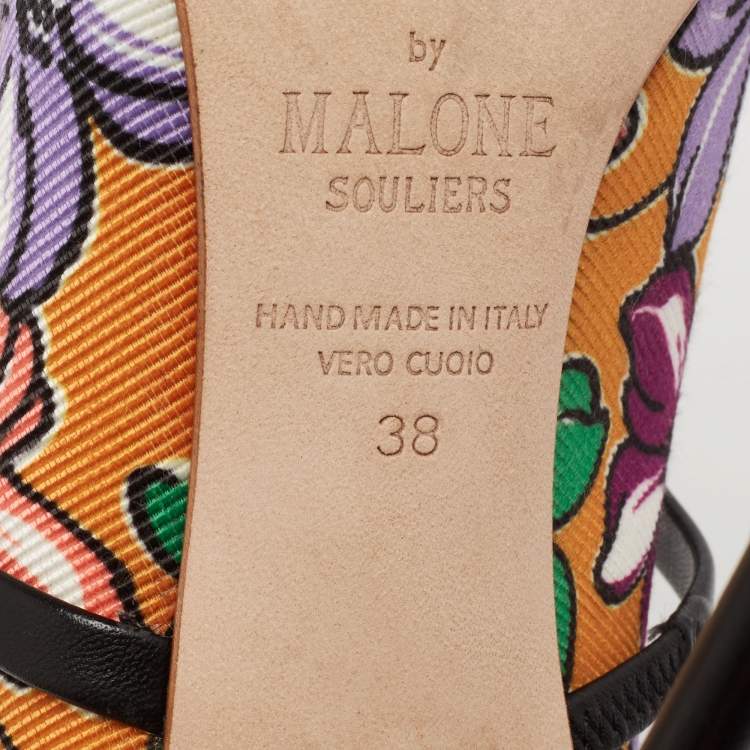 by
MALONE
SOULIERS
HAND MADE IN ITALY
VERO CUOIO
38